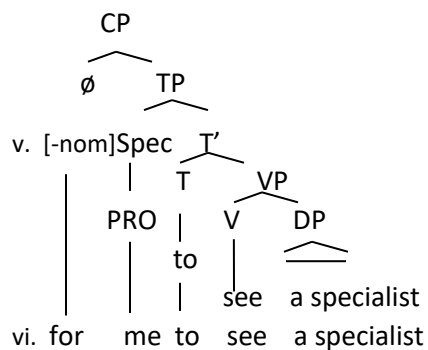 CP
ø TP
v. [-nom]Spec T’
T VP
PRO V DP
to
see a specialist
vi. for me to see a specialist